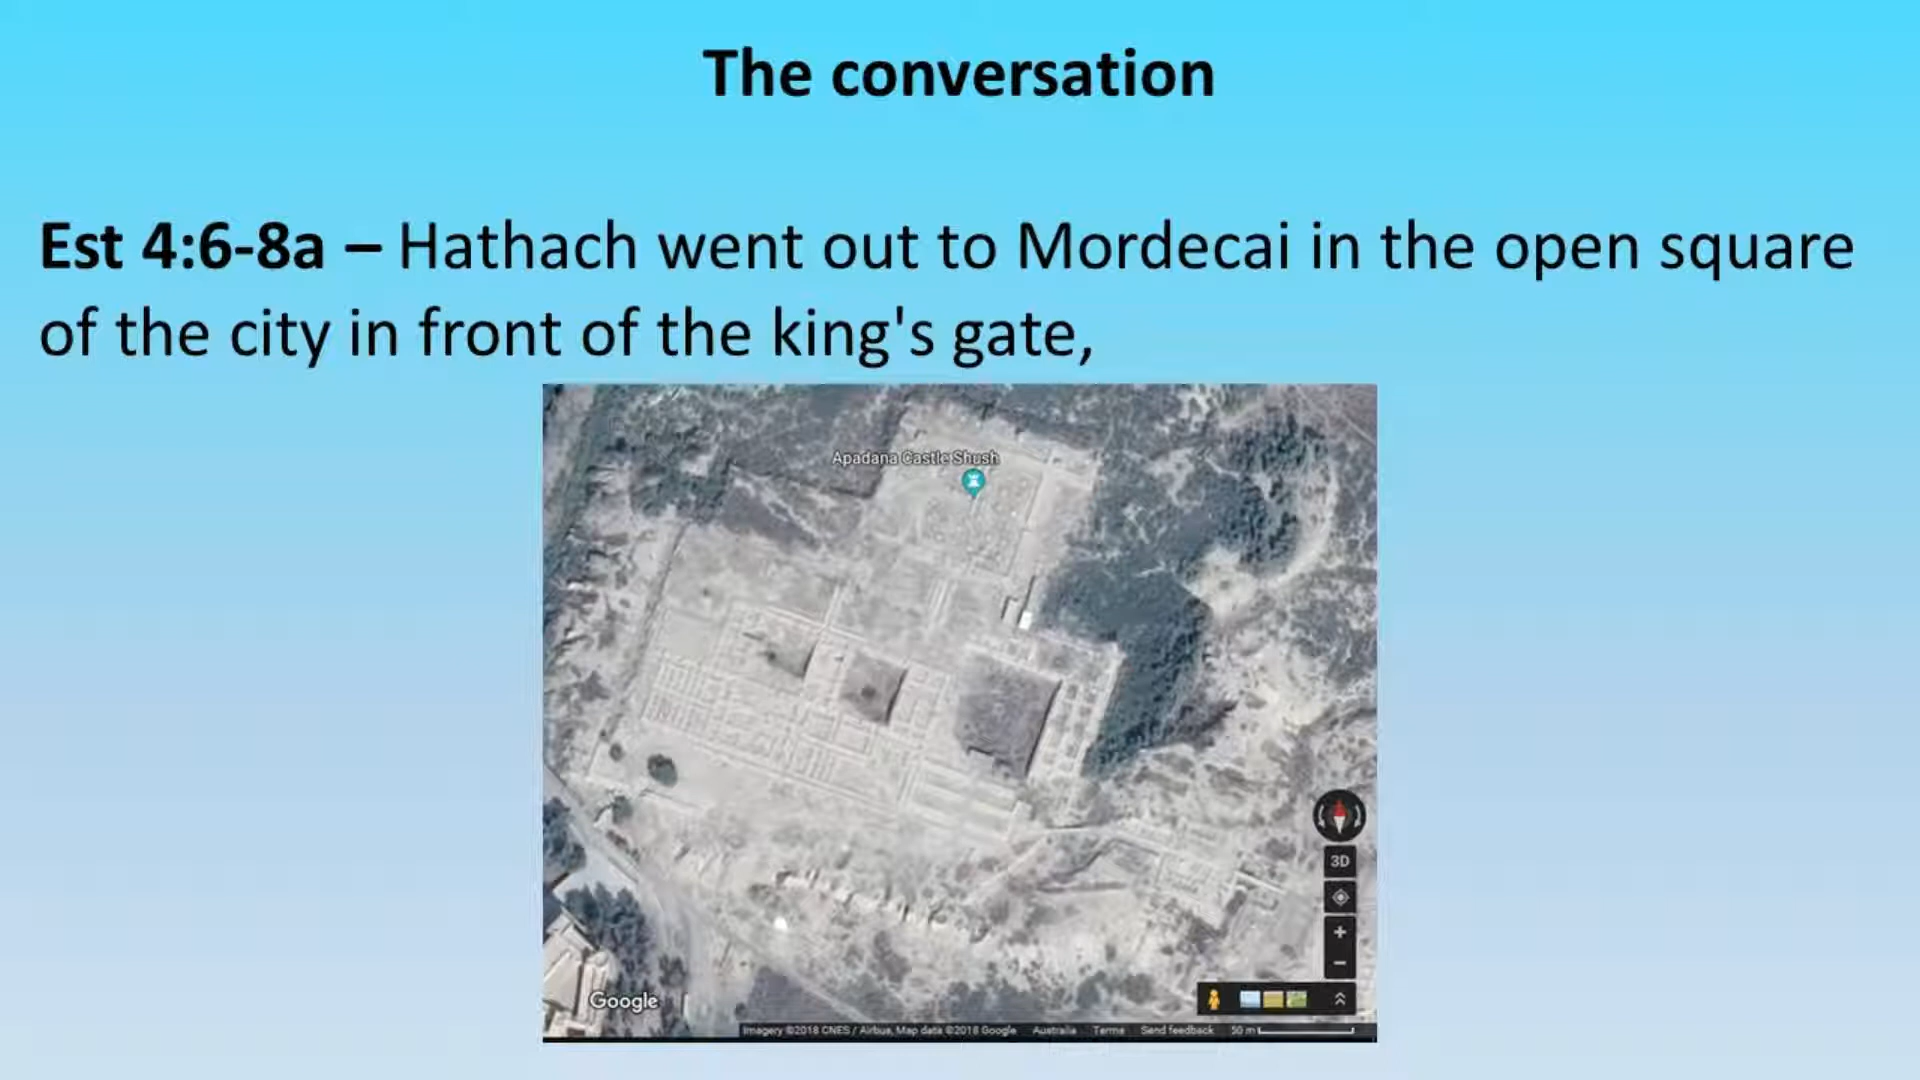 The conversation
Est 4:6-8a – Hathach went out to Mordecai in the open square
of the city in front of the king's gate,
Apadana Castle Shush
3D
+
−
Google
Imagery ©2018 CNES / Airbus, Map data ©2018 Google Australia Terms Send feedback 50 m